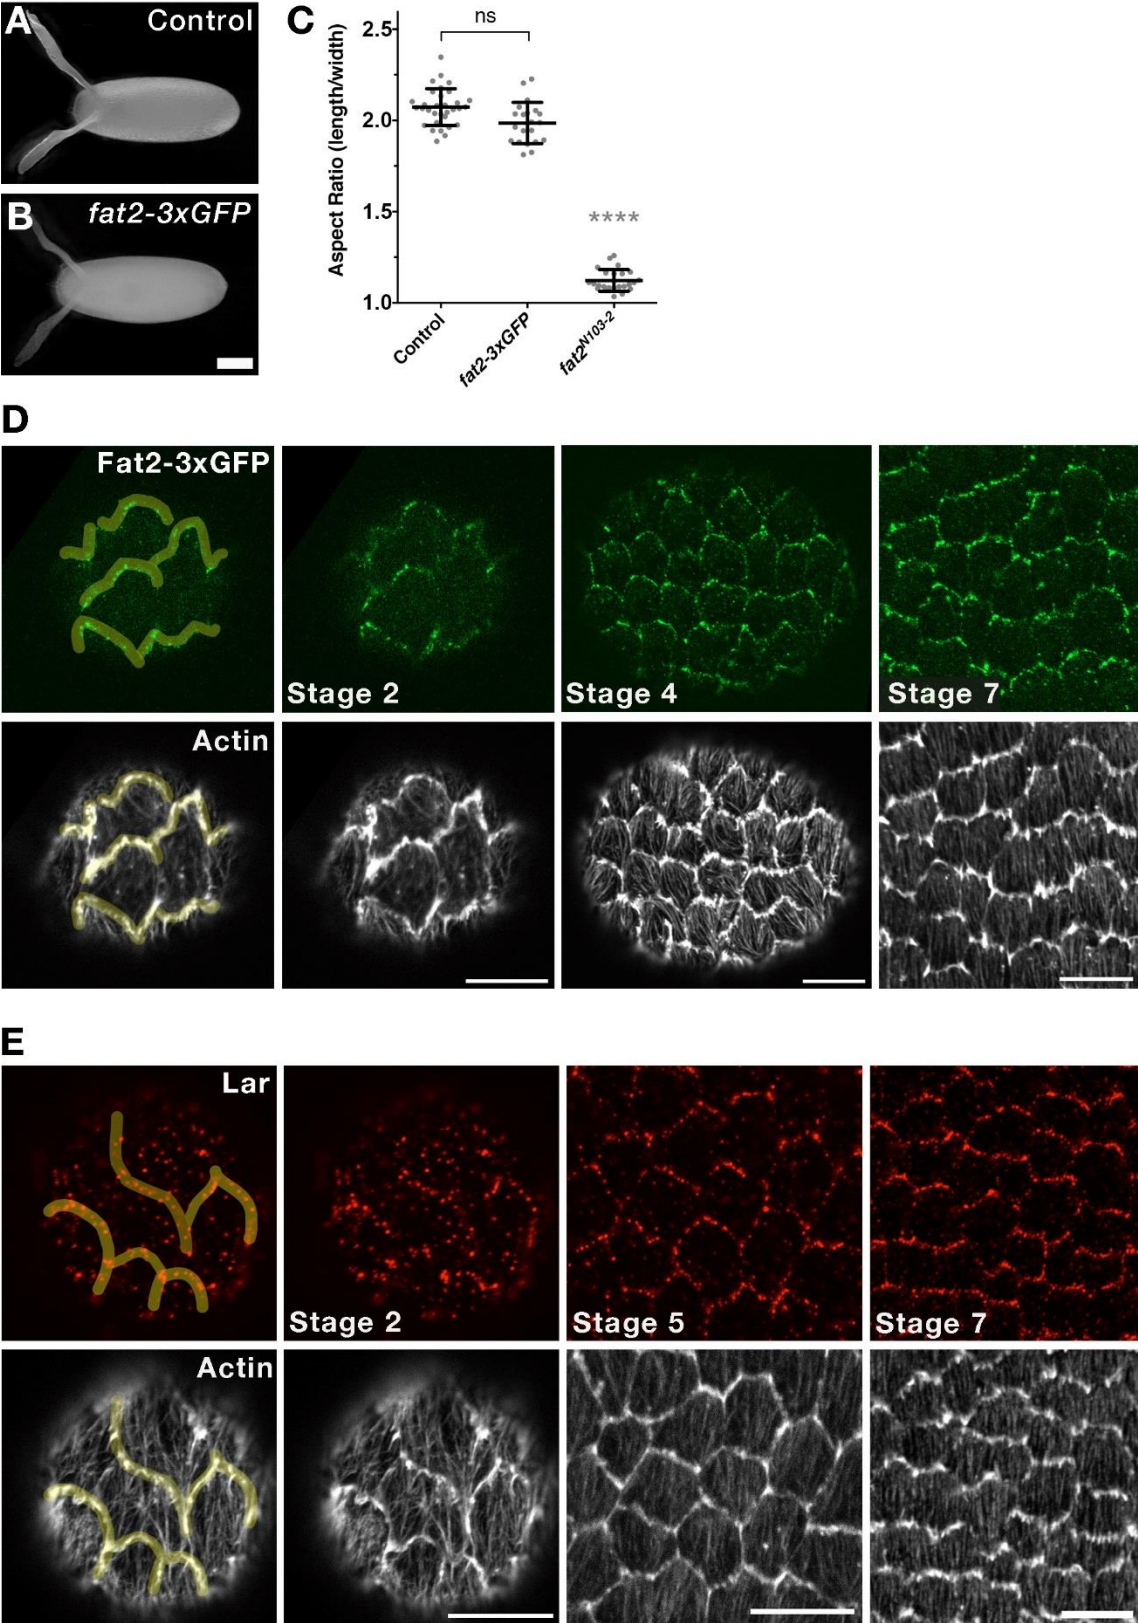 A
Control
B
fat2-3xGFP
C
ns
2.5
2.0
1.5
1.0
Aspect Ratio (length/width)
****
Control
fat2-3xGFP
fat2N103-2
D
Fat2-3xGFP
Stage 2
Stage 4
Stage 7
Actin
E
Lar
Stage 2
Stage 5
Stage 7
Actin